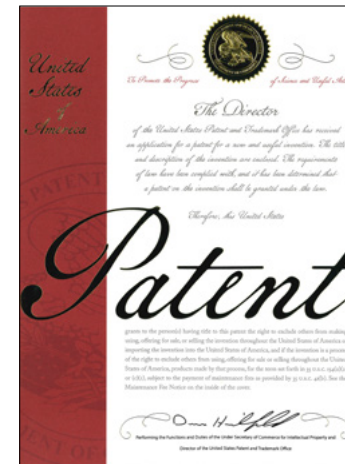 United
States
of
America
To Promote the Progress
of Science and Useful Arts
The Director
of the United States Patent and Trademark Office has received
an application for a patent for a new and useful invention. The title
and description of the invention are enclosed. The requirements
of law have been complied with, and it has been determined that
a patent on the invention shall be granted under the law.
Therefore, this United States
Patent
grants to the person(s) having title to this patent the right to exclude others from making,
using, offering for sale, or selling the invention throughout the United States of America or
importing the invention into the United States of America, and if the invention is a process,
of the right to exclude others from using, offering for sale or selling throughout the United
States of America, products made by that process, for the term set forth in 35 U.S.C. 154(a)(2)
or (c)(1), subject to the payment of maintenance fees as provided by 35 U.S.C. 41(b). See the
Maintenance Fee Notice on the inside of the cover.
Performing the Functions and Duties of the Under Secretary of Commerce for Intellectual Property and
Director of the United States Patent and Trademark Office